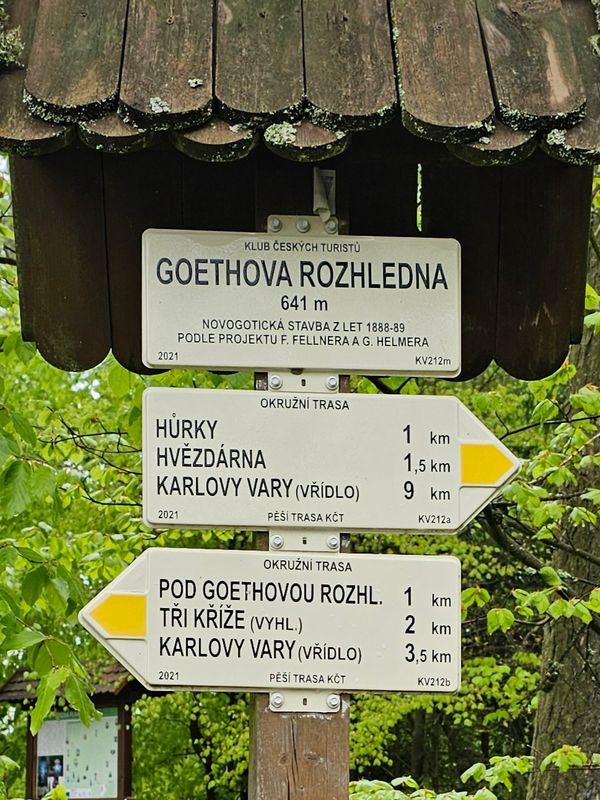 KLUB ČESKÝCH TURISTŮ
GOETHOVA ROZHLEDNA
641 m
NOVOGOTICKÁ STAVBA Z LET 1888-89
PODLE PROJEKTU F. FELLNERA A G. HELMERA
2021 KV212m
OKRUŽNÍ TRASA
HŮRKY 1 km
HVĚZDÁRNA 1,5 km
KARLOVY VARY (VŘÍDLO) 9 km
2021 PĚŠÍ TRASA KČT KV212a
OKRUŽNÍ TRASA
POD GOETHOVOU ROZHL. 1 km
TŘI KŘÍŽE (VYHL.) 2 km
KARLOVY VARY (VŘÍDLO) 3,5 km
2021 PĚŠÍ TRASA KČT KV212b